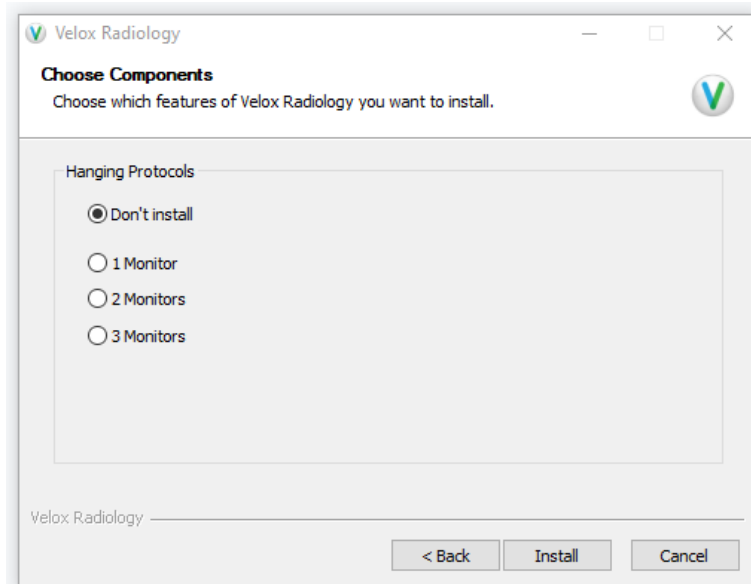 Velox Radiology
Choose Components
Choose which features of Velox Radiology you want to install.
Hanging Protocols
Don't install
1 Monitor
2 Monitors
3 Monitors
Velox Radiology
< Back
Install
Cancel